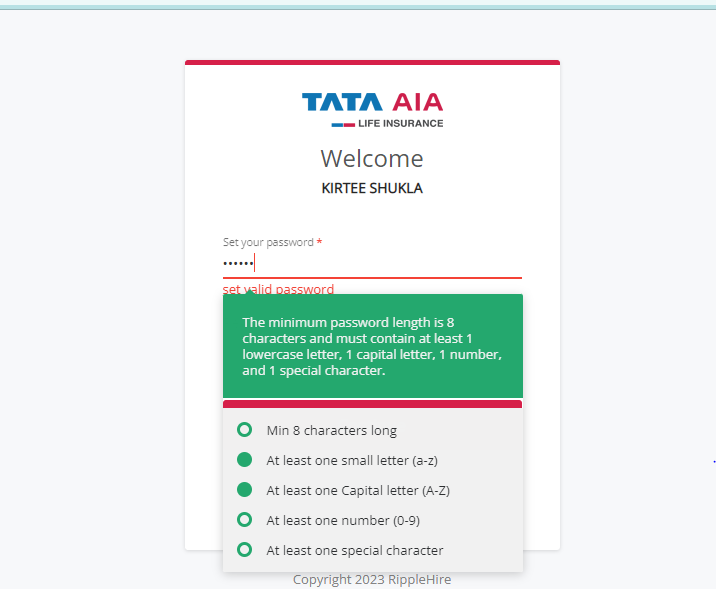 TATA AIA
LIFE INSURANCE
Welcome
KIRTEE SHUKLA
Set your password *
••••••
set valid password
The minimum password length is 8
characters and must contain at least 1
lowercase letter, 1 capital letter, 1 number,
and 1 special character.
Min 8 characters long
At least one small letter (a-z)
At least one Capital letter (A-Z)
At least one number (0-9)
At least one special character
Copyright 2023 RippleHire